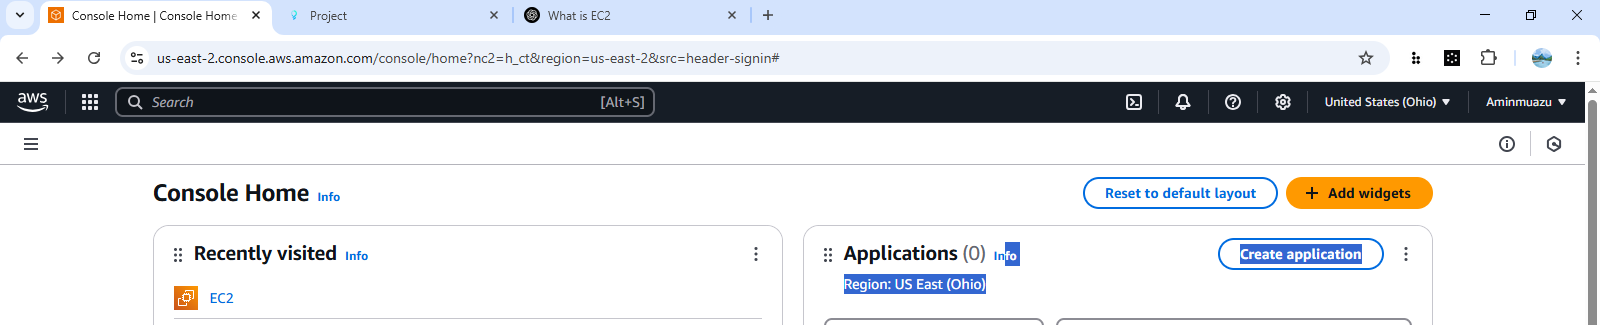 Console Home | Console Home
Project
What is EC2
us-east-2.console.aws.amazon.com/console/home?nc2=h_ct&region=us-east-2&src=header-signin#
aws
Search
[Alt+S]
United States (Ohio)
Aminmuazu
Console Home Info
Reset to default layout
Add widgets
Recently visited Info
Applications (0) Info
Create application
Region: US East (Ohio)
EC2